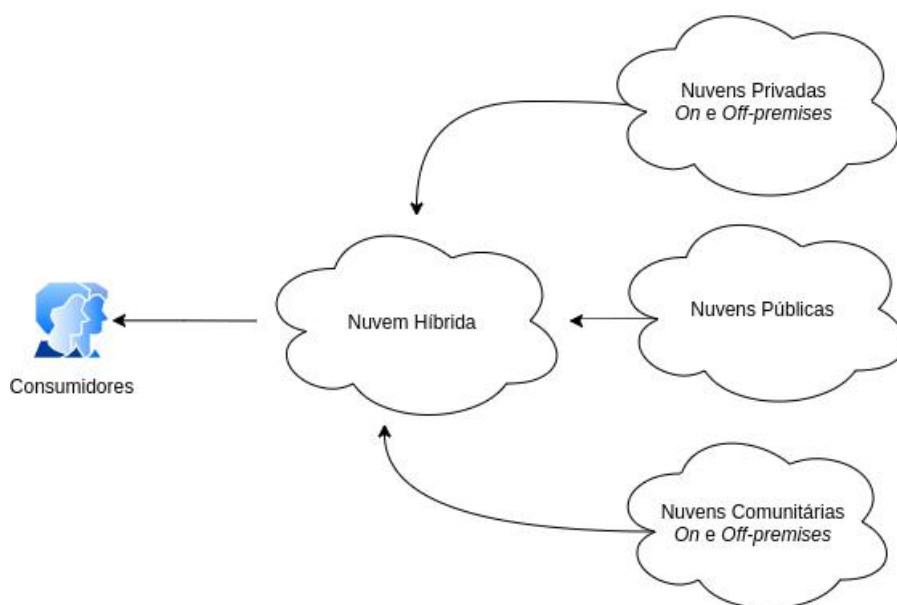 Nuvens Privadas
On e Off-premises
Nuvem Híbrida
Nuvens Públicas
Consumidores
Nuvens Comunitárias
On e Off-premises